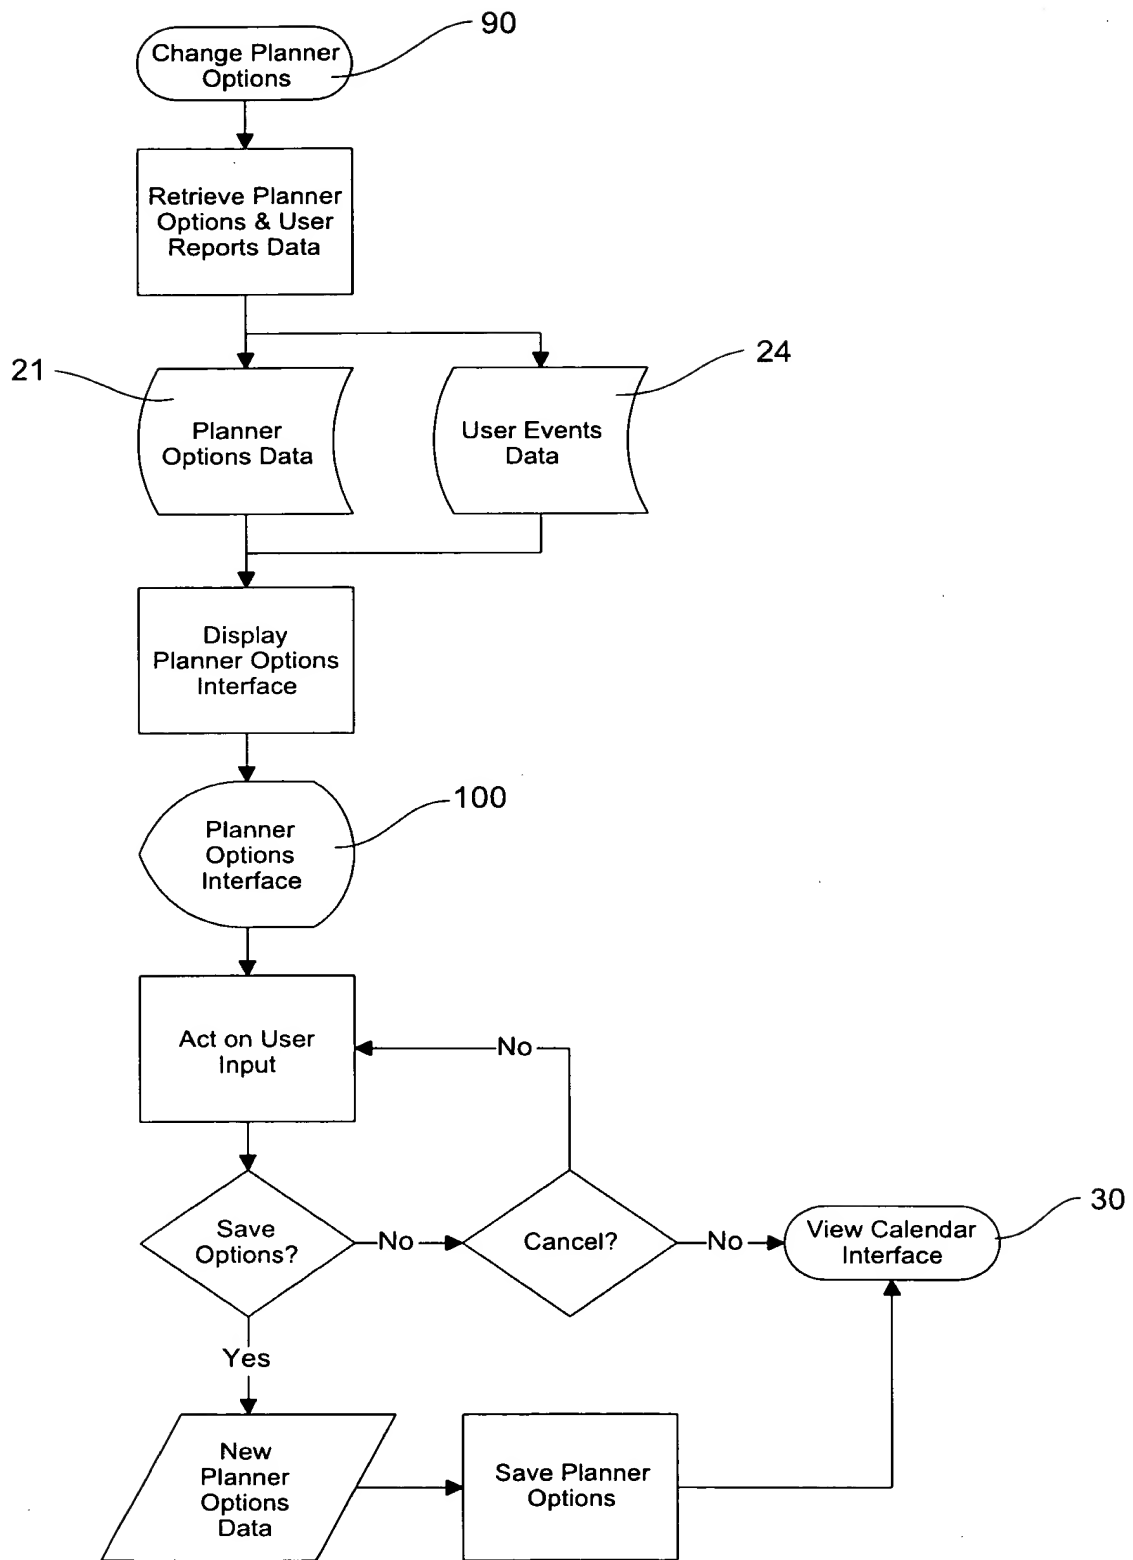 90
Change Planner
Options
Retrieve Planner
Options & User
Reports Data
21
24
Planner
Options Data
User Events
Data
Display
Planner Options
Interface
100
Planner
Options
Interface
Act on User
Input
No
30
Save
Options?
No
Cancel?
No
View Calendar
Interface
Yes
New
Planner
Options
Data
Save Planner
Options